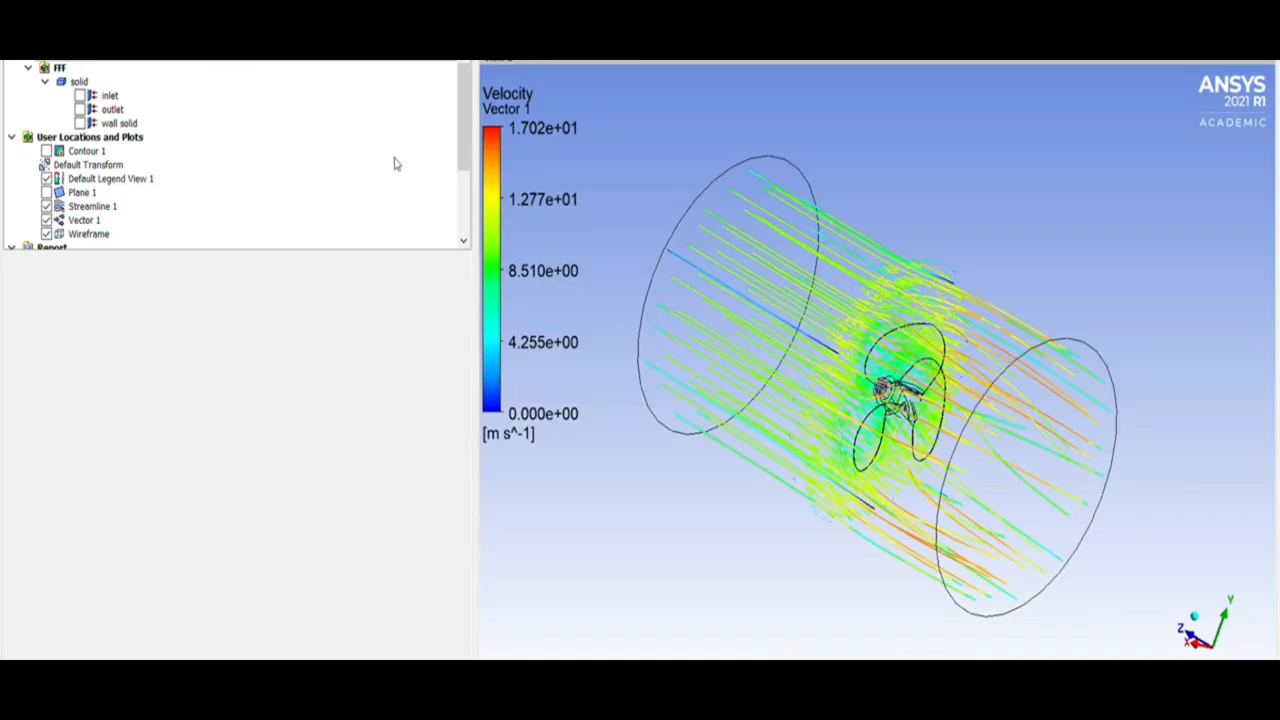 FFF
solid
inlet
outlet
wall solid
User Locations and Plots
Contour 1
Default Transform
Default Legend View 1
Plane 1
Streamline 1
Vector 1
Wireframe
Report
Velocity
Vector 1
1.702e+01
1.277e+01
8.510e+00
4.255e+00
0.000e+00
[m s^-1]
ANSYS
2021 R1
ACADEMIC
Y
Z
X